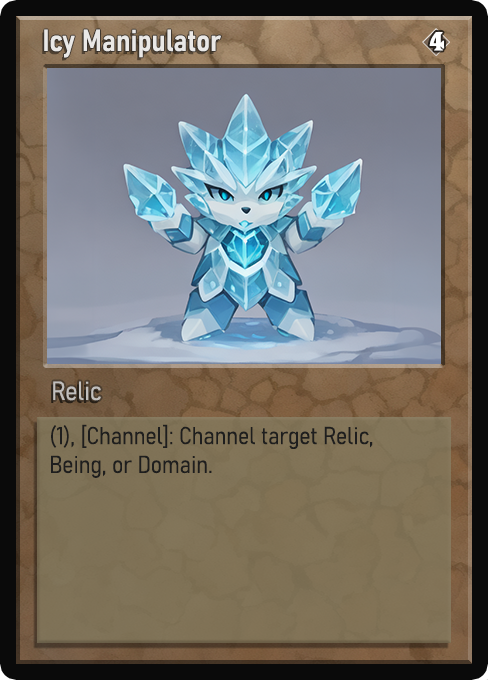 Icy Manipulator
4
Relic
(1), [Channel]: Channel target Relic,
Being, or Domain.